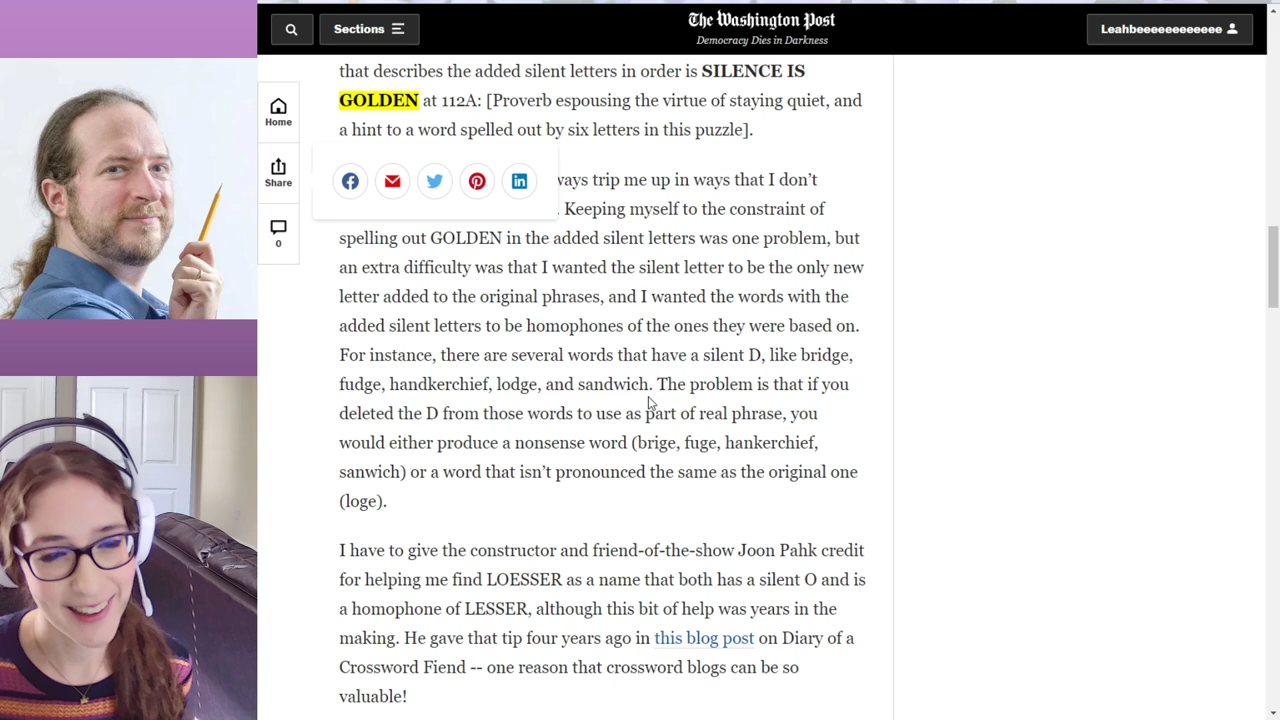 Sections
The Washington Post
Democracy Dies in Darkness
Leahbeeeeeeeeeeee
Home
Share
0
that describes the added silent letters in order is SILENCE IS
GOLDEN at 112A: [Proverb espousing the virtue of staying quiet, and
a hint to a word spelled out by six letters in this puzzle].
ways trip me up in ways that I don’t
. Keeping myself to the constraint of
spelling out GOLDEN in the added silent letters was one problem, but
an extra difficulty was that I wanted the silent letter to be the only new
letter added to the original phrases, and I wanted the words with the
added silent letters to be homophones of the ones they were based on.
For instance, there are several words that have a silent D, like bridge,
fudge, handkerchief, lodge, and sandwich. The problem is that if you
deleted the D from those words to use as part of real phrase, you
would either produce a nonsense word (brige, fuge, hankerchief,
sanwich) or a word that isn’t pronounced the same as the original one
(loge).
I have to give the constructor and friend-of-the-show Joon Pahk credit
for helping me find LOESSER as a name that both has a silent O and is
a homophone of LESSER, although this bit of help was years in the
making. He gave that tip four years ago in this blog post on Diary of a
Crossword Fiend -- one reason that crossword blogs can be so
valuable!